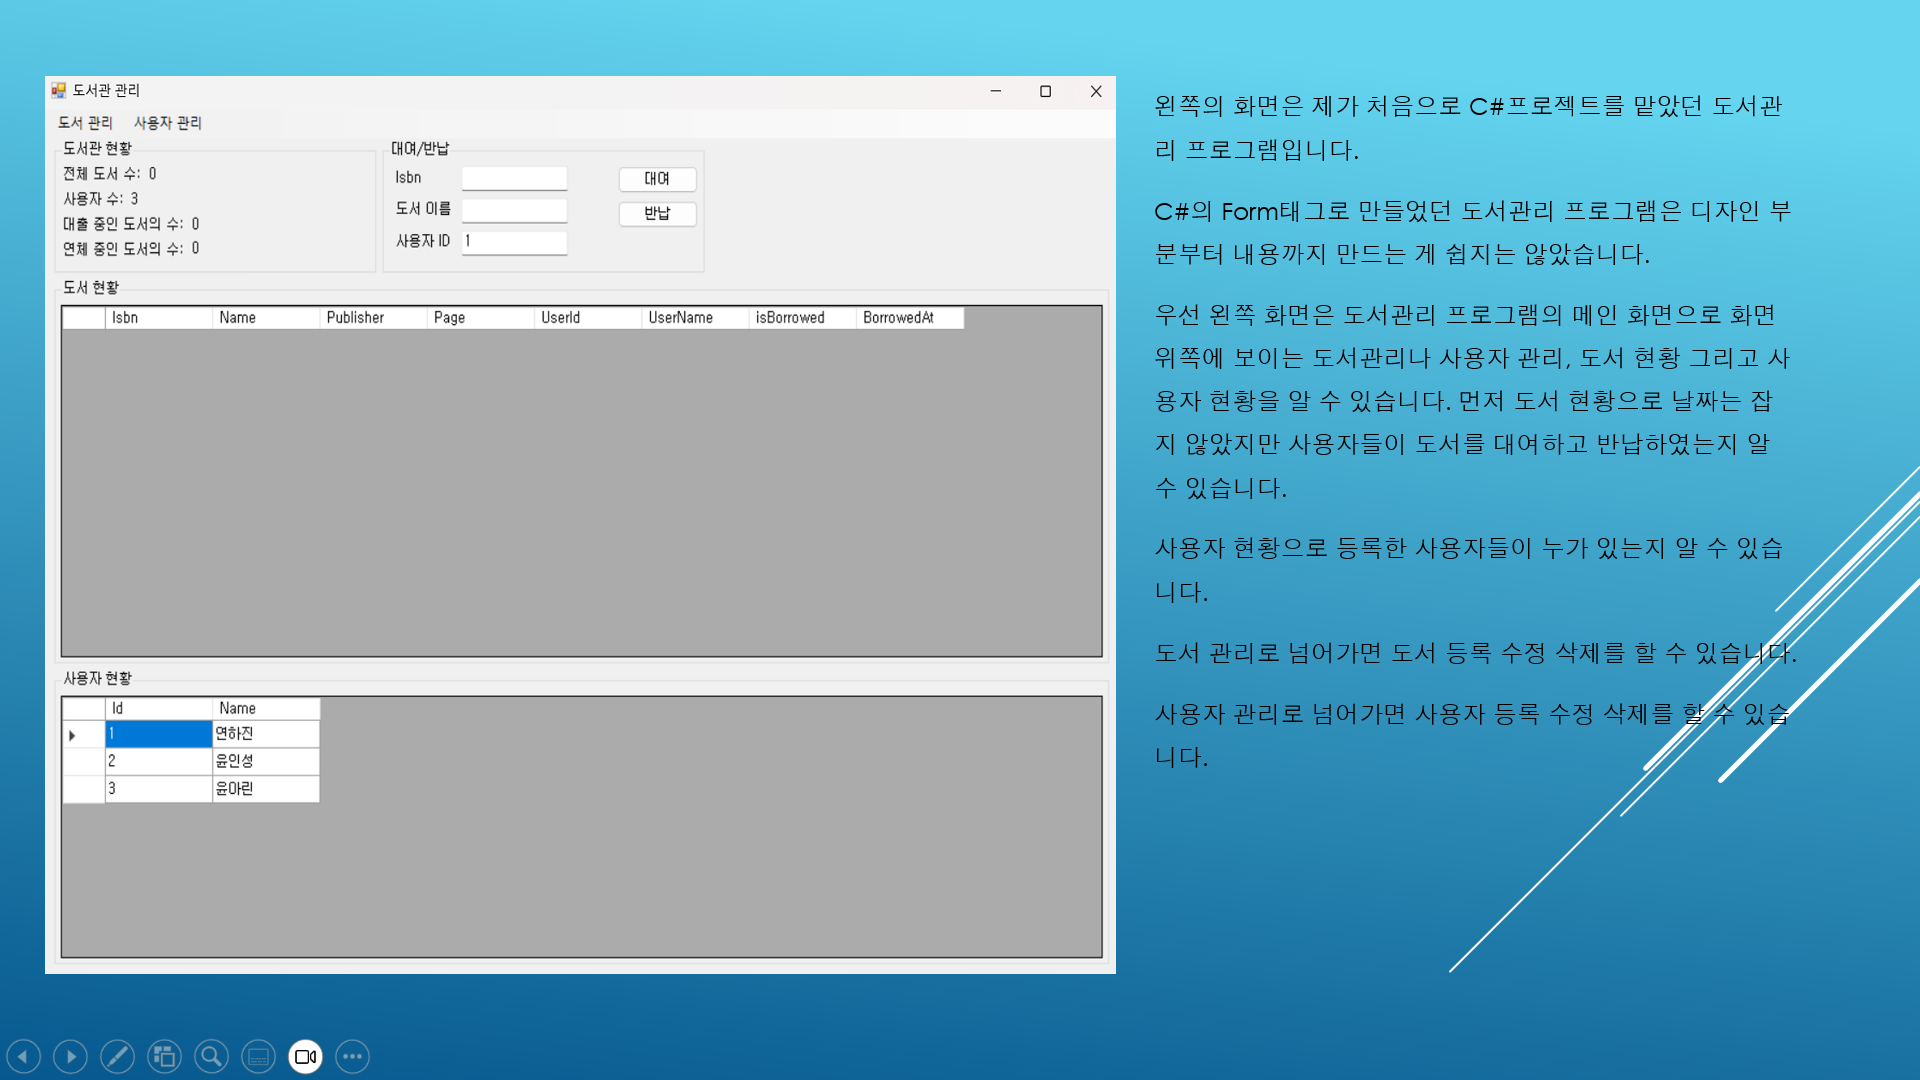 도서관 관리
도서 관리 사용자 관리
도서관 현황
전체 도서 수: 0
사용자 수: 3
대출 중인 도서의 수: 0
연체 중인 도서의 수: 0
대여/반납
Isbn
도서 이름
사용자 ID 1
대여
반납
도서 현황
Isbn Name Publisher Page UserId UserName isBorrowed BorrowedAt
사용자 현황
Id Name
1 연하진
2 윤인성
3 윤아린
왼쪽의 화면은 제가 처음으로 C#프로젝트를 맡았던 도서관
리 프로그램입니다.
C#의 Form태그로 만들었던 도서관리 프로그램은 디자인 부
분부터 내용까지 만드는 게 쉽지는 않았습니다.
우선 왼쪽 화면은 도서관리 프로그램의 메인 화면으로 화면
위쪽에 보이는 도서관리나 사용자 관리, 도서 현황 그리고 사
용자 현황을 알 수 있습니다. 먼저 도서 현황으로 날짜는 잡
지 않았지만 사용자들이 도서를 대여하고 반납하였는지 알
수 있습니다.
사용자 현황으로 등록한 사용자들이 누가 있는지 알 수 있습
니다.
도서 관리로 넘어가면 도서 등록 수정 삭제를 할 수 있습니다.
사용자 관리로 넘어가면 사용자 등록 수정 삭제를 할 수 있습
니다.